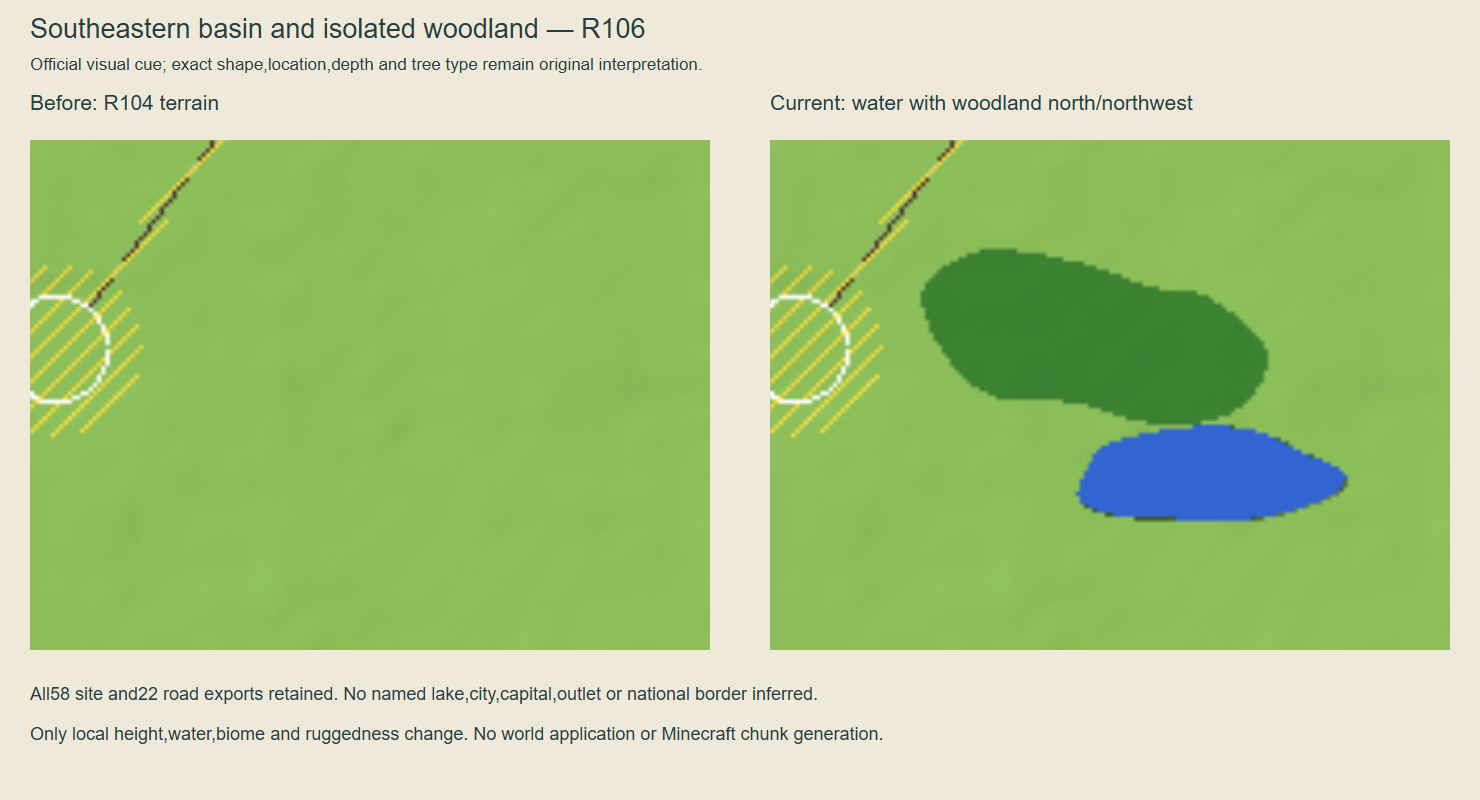 Southeastern basin and isolated woodland — R106
Official visual cue; exact shape,location,depth and tree type remain original interpretation.
Before: R104 terrain
Current: water with woodland north/northwest
All58 site and22 road exports retained. No named lake,city,capital,outlet or national border inferred.
Only local height,water,biome and ruggedness change. No world application or Minecraft chunk generation.